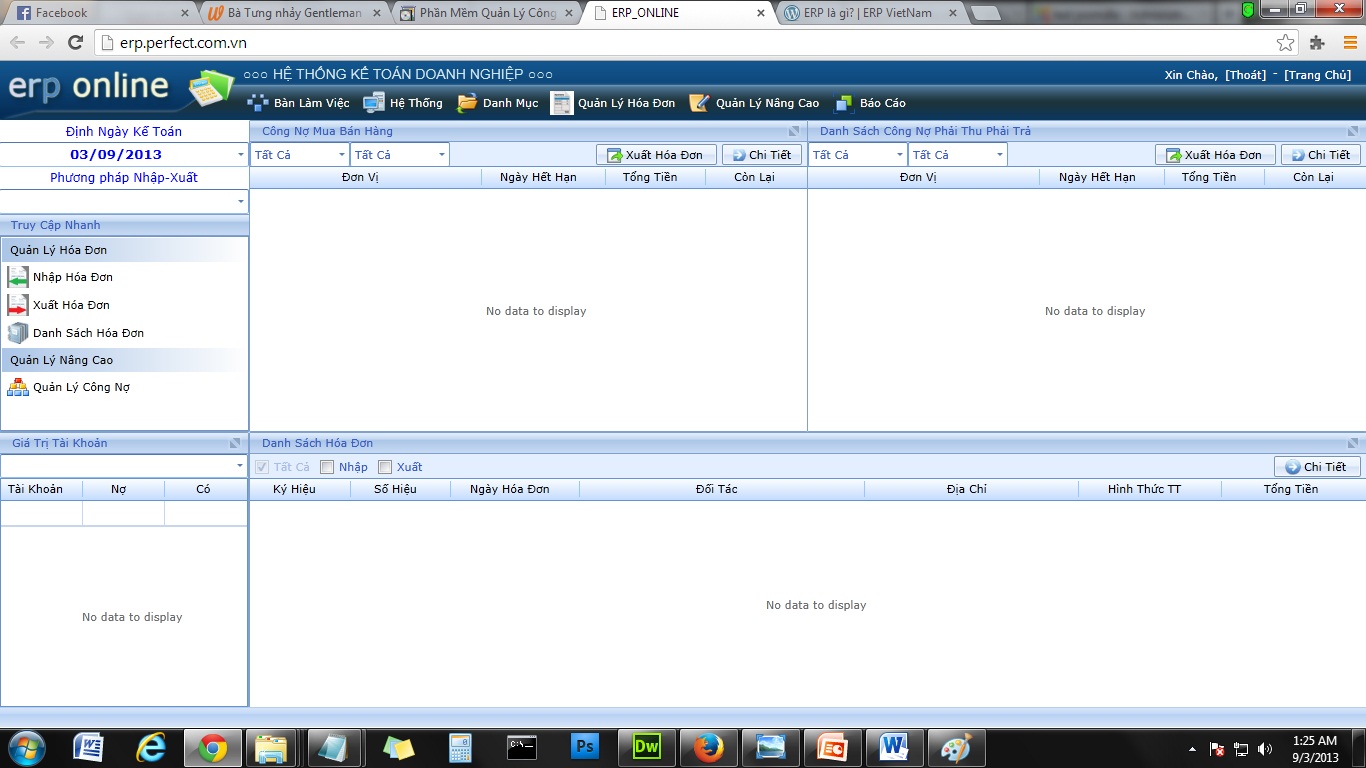 Facebook
Bà Tưng nhảy Gentleman
Phần Mềm Quản Lý Công
ERP_ONLINE
ERP là gì? | ERP VietNam
erp.perfect.com.vn
erp online
○○○ HỆ THỐNG KẾ TOÁN DOANH NGHIỆP ○○○
Xin Chào, [Thoát] - [Trang Chủ]
Bàn Làm Việc
Hệ Thống
Danh Mục
Quản Lý Hóa Đơn
Quản Lý Nâng Cao
Báo Cáo
Định Ngày Kế Toán
03/09/2013
Phương pháp Nhập-Xuất
Truy Cập Nhanh
Quản Lý Hóa Đơn
Nhập Hóa Đơn
Xuất Hóa Đơn
Danh Sách Hóa Đơn
Quản Lý Nâng Cao
Quản Lý Công Nợ
Công Nợ Mua Bán Hàng
Tất Cả Tất Cả Xuất Hóa Đơn Chi Tiết
Đơn Vị Ngày Hết Hạn Tổng Tiền Còn Lại
No data to display
Danh Sách Công Nợ Phải Thu Phải Trả
Tất Cả Tất Cả Xuất Hóa Đơn Chi Tiết
Đơn Vị Ngày Hết Hạn Tổng Tiền Còn Lại
No data to display
Giá Trị Tài Khoản
Tài Khoản Nợ Có
No data to display
Danh Sách Hóa Đơn
Tất Cả Nhập Xuất Chi Tiết
Ký Hiệu Số Hiệu Ngày Hóa Đơn Đối Tác Địa Chỉ Hình Thức TT Tổng Tiền
No data to display
C:\
Ps
Dw
1:25 AM
9/3/2013